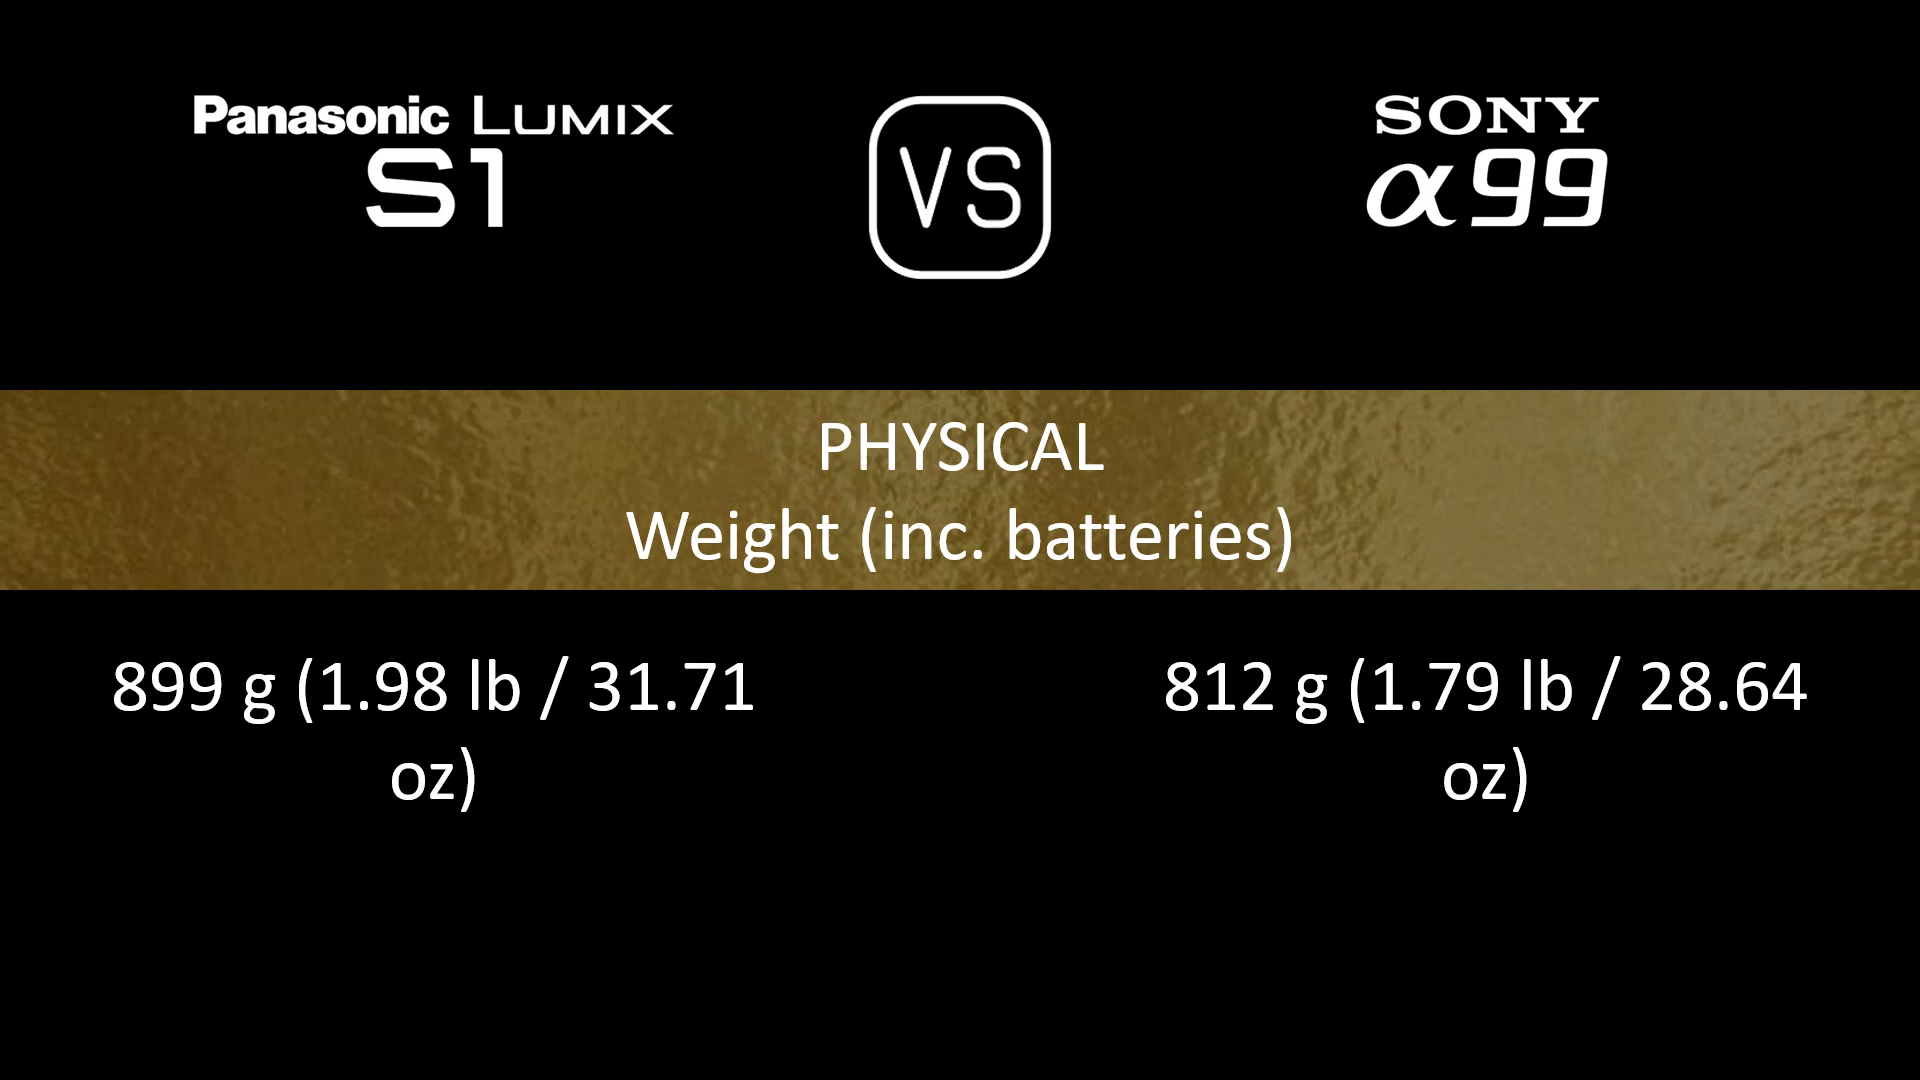 Panasonic LUMIX
S1
VS
SONY
α99
PHYSICAL
Weight (inc. batteries)
899 g (1.98 lb / 31.71
oz)
812 g (1.79 lb / 28.64
oz)